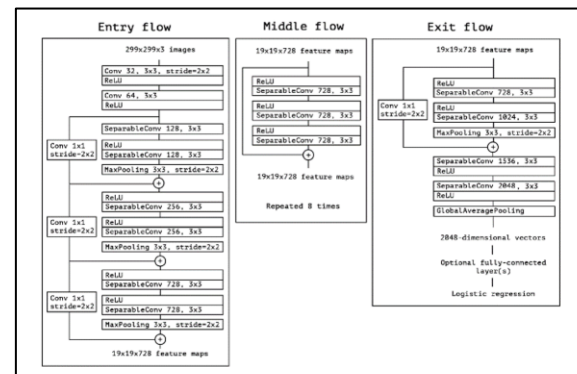 Entry flow
299x299x3 images
Conv 32, 3x3, stride=2x2
ReLU
Conv 64, 3x3
ReLU
SeparableConv 128, 3x3
Conv 1x1
stride=2x2
ReLU
SeparableConv 128, 3x3
MaxPooling 3x3, stride=2x2
+
ReLU
SeparableConv 256, 3x3
Conv 1x1
stride=2x2
ReLU
SeparableConv 256, 3x3
MaxPooling 3x3, stride=2x2
+
ReLU
SeparableConv 728, 3x3
Conv 1x1
stride=2x2
ReLU
SeparableConv 728, 3x3
MaxPooling 3x3, stride=2x2
+
19x19x728 feature maps
Middle flow
19x19x728 feature maps
ReLU
SeparableConv 728, 3x3
ReLU
SeparableConv 728, 3x3
ReLU
SeparableConv 728, 3x3
+
19x19x728 feature maps
Repeated 8 times
Exit flow
19x19x728 feature maps
ReLU
SeparableConv 728, 3x3
Conv 1x1
stride=2x2
ReLU
SeparableConv 1024, 3x3
MaxPooling 3x3, stride=2x2
+
SeparableConv 1536, 3x3
ReLU
SeparableConv 2048, 3x3
ReLU
GlobalAveragePooling
2048-dimensional vectors
Optional fully-connected
layer(s)
Logistic regression